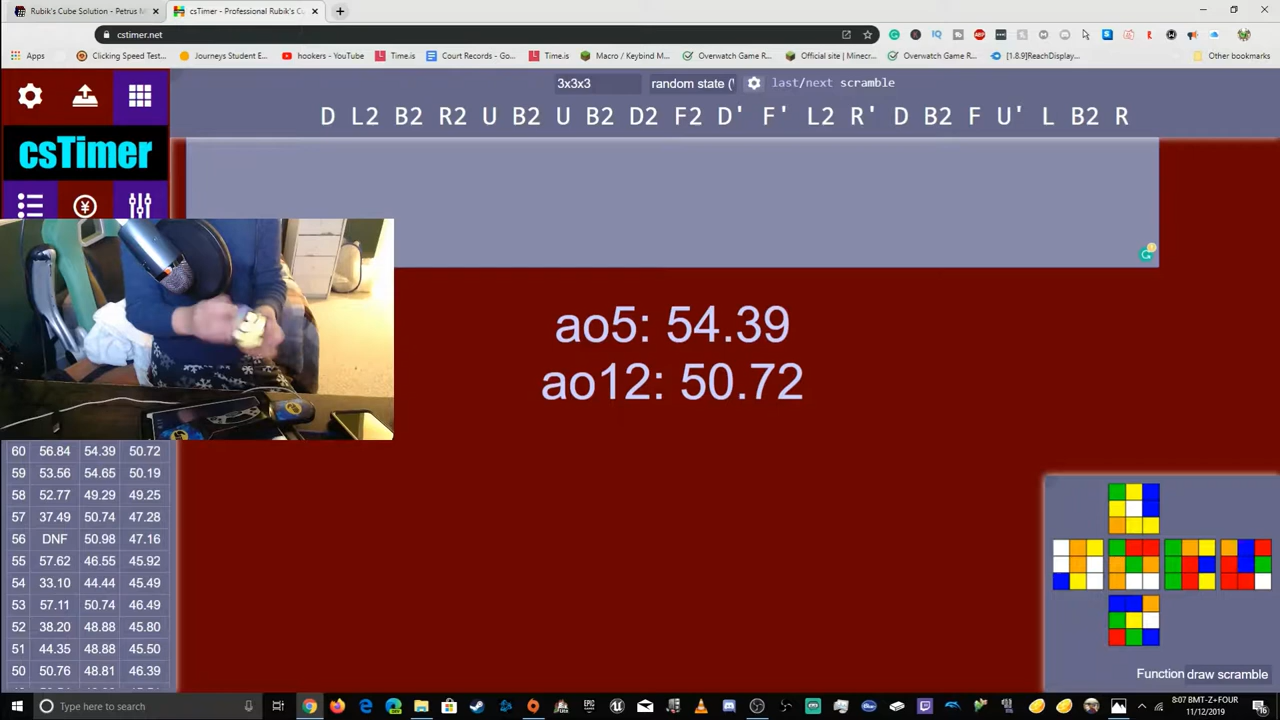 Rubik's Cube Solution - Petrus M
csTimer - Professional Rubik's C
cstimer.net
Apps
Clicking Speed Test...
Journeys Student E...
hookers - YouTube
Time.is
Court Records - Go...
Time.is
Macro / Keybind M...
Overwatch Game R...
Official site | Minecr...
Overwatch Game R...
[1.8.9]ReachDisplay...
Other bookmarks
3x3x3
random state ('
last/next scramble
D L2 B2 R2 U B2 U B2 D2 F2 D' F' L2 R' D B2 F U' L B2 R
csTimer
ao5: 54.39
ao12: 50.72
60 56.84 54.39 50.72
59 53.56 54.65 50.19
58 52.77 49.29 49.25
57 37.49 50.74 47.28
56 DNF 50.98 47.16
55 57.62 46.55 45.92
54 33.10 44.44 45.49
53 57.11 50.74 46.49
52 38.20 48.88 45.80
51 44.35 48.88 45.50
50 50.76 48.81 46.39
Function draw scramble
Type here to search
8:07 BMT-Z+FOUR
11/12/2019